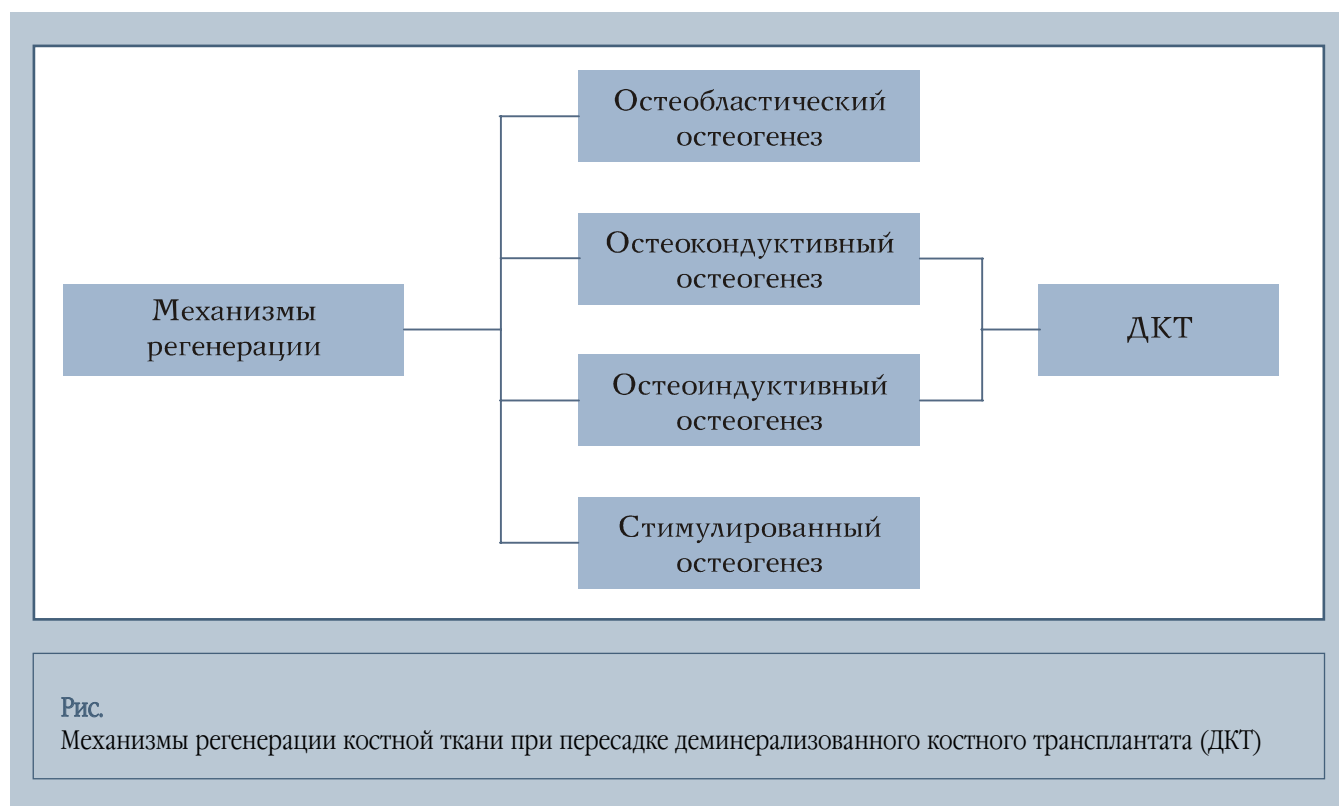 Остеобластический
остеогенез
Остеокондуктивный
остеогенез
Механизмы
регенерации
ДКТ
Остеоиндуктивный
остеогенез
Стимулированный
остеогенез
Рис.
Механизмы регенерации костной ткани при пересадке деминерализованного костного трансплантата (ДКТ)